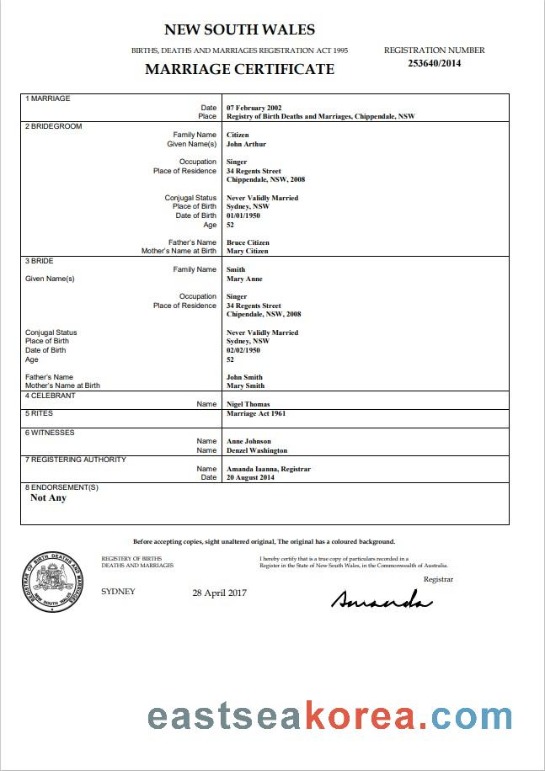 NEW SOUTH WALES
BIRTHS, DEATHS AND MARRIAGES REGISTRATION ACT 1995
REGISTRATION NUMBER
MARRIAGE CERTIFICATE
253640/2014
1 MARRIAGE
Date 07 February 2002
Place Registry of Birth Deaths and Marriages, Chippendale, NSW
2 BRIDEGROOM
Family Name Citizen
Given Name(s) John Arthur
Occupation Singer
Place of Residence 34 Regents Street
Chippendale, NSW, 2008
Conjugal Status Never Validly Married
Place of Birth Sydney, NSW
Date of Birth 01/01/1950
Age 52
Father's Name Bruce Citizen
Mother's Name at Birth Mary Citizen
3 BRIDE
Family Name Smith
Given Name(s) Mary Anne
Occupation Singer
Place of Residence 34 Regents Street
Chipendale, NSW, 2008
Conjugal Status Never Validly Married
Place of Birth Sydney, NSW
Date of Birth 02/02/1950
Age 52
Father's Name John Smith
Mother's Name at Birth Mary Smith
4 CELEBRANT
Name Nigel Thomas
5 RITES Marriage Act 1961
6 WITNESSES
Name Anne Johnson
Name Denzel Washington
7 REGISTERING AUTHORITY
Name Amanda Iaanna, Registrar
Date 20 August 2014
8 ENDORSEMENT(S)
Not Any
Before accepting copies, sight unaltered original, The original has a coloured background.
REGISTERY OF BIRTHS
DEATHS AND MARRIAGES
I hereby certify that is a true copy of particulars recorded in a
Register in the State of New South Wales, in the Commonwealth of Australia.
Registrar
SYDNEY 28 April 2017
Amanda
REGISTRAR OF BIRTH DEATHS AND MARRIAGES
NEW SOUTH WALES
eastseakorea.com